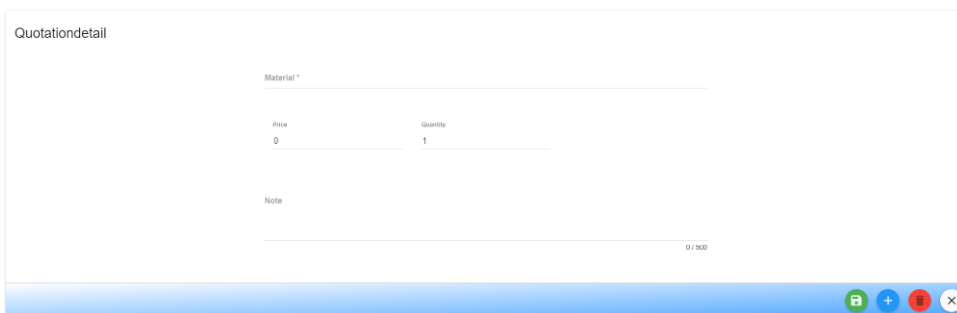 Quotationdetail
Material *
Price Quantity
0 1
Note
0 / 500